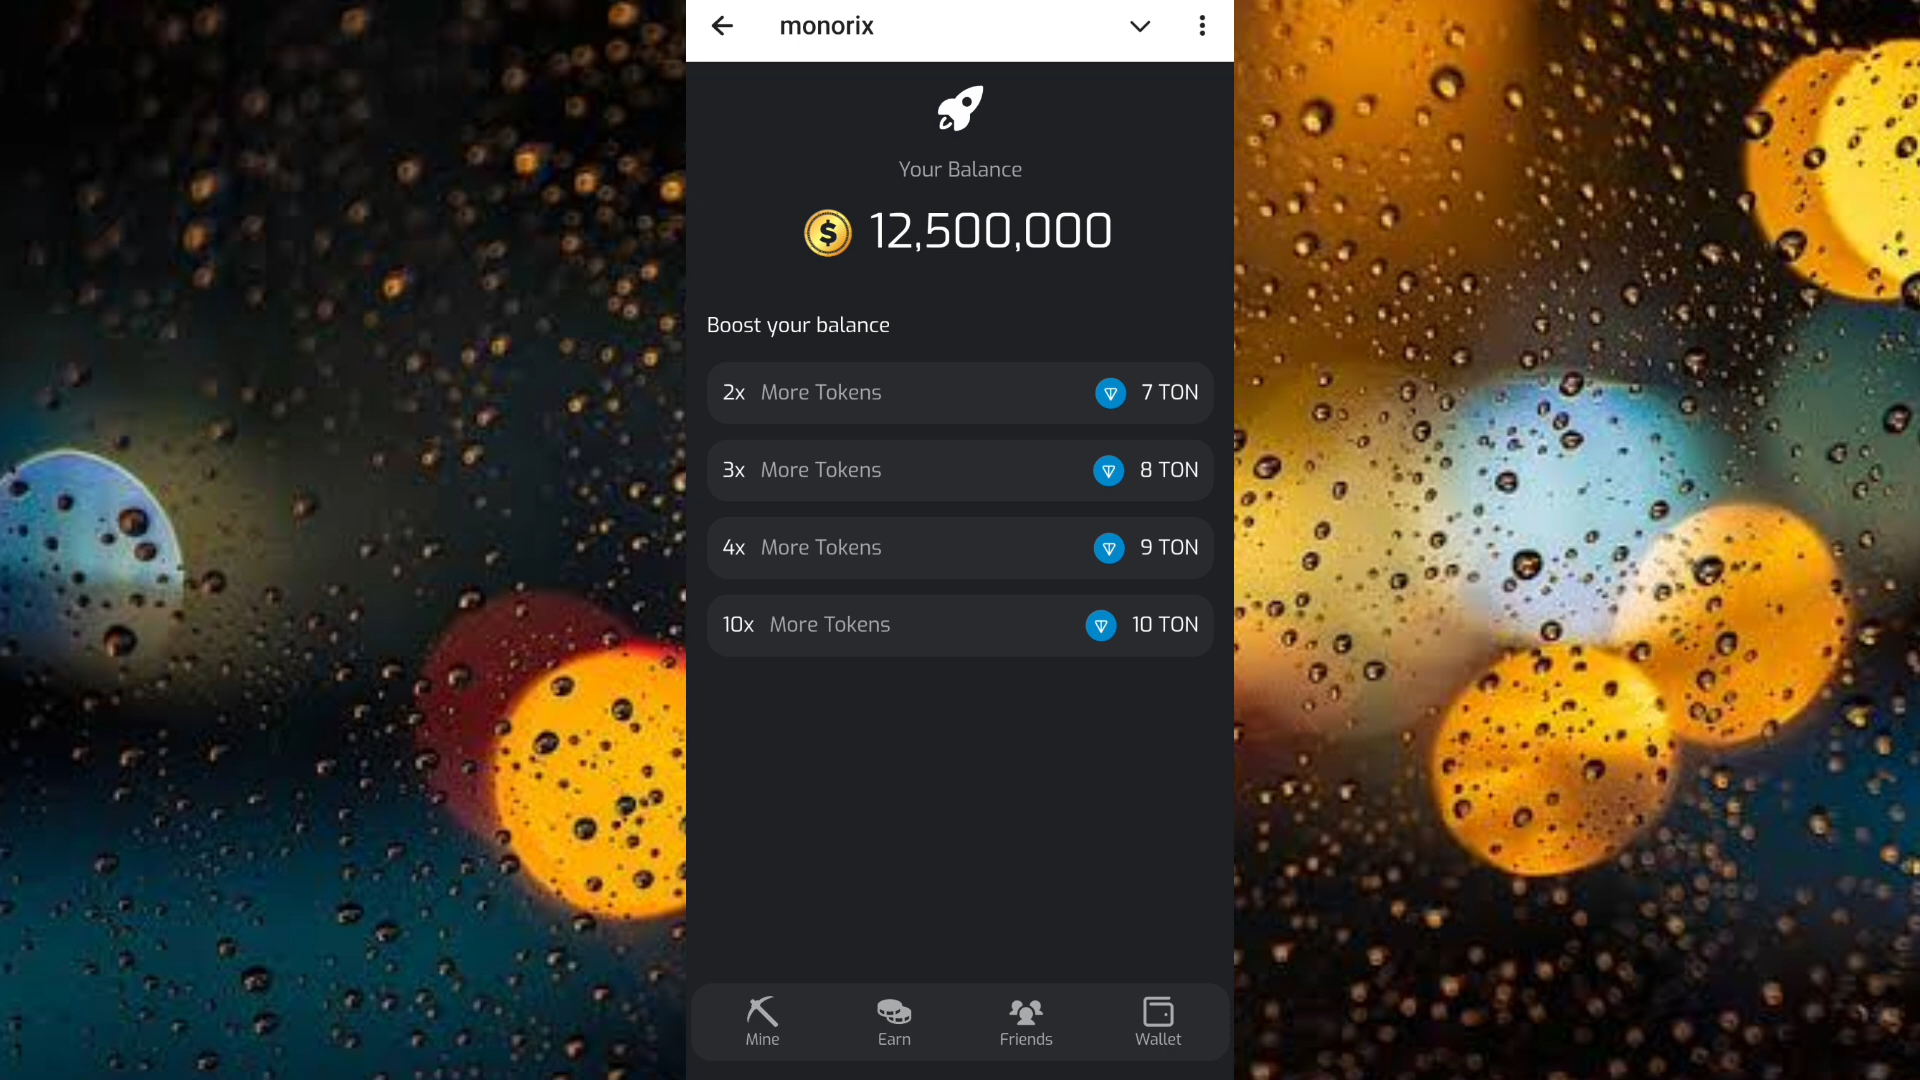 monorix
Your Balance
$ 12,500,000
Boost your balance
2x More Tokens 7 TON
3x More Tokens 8 TON
4x More Tokens 9 TON
10x More Tokens 10 TON
Mine Earn Friends Wallet